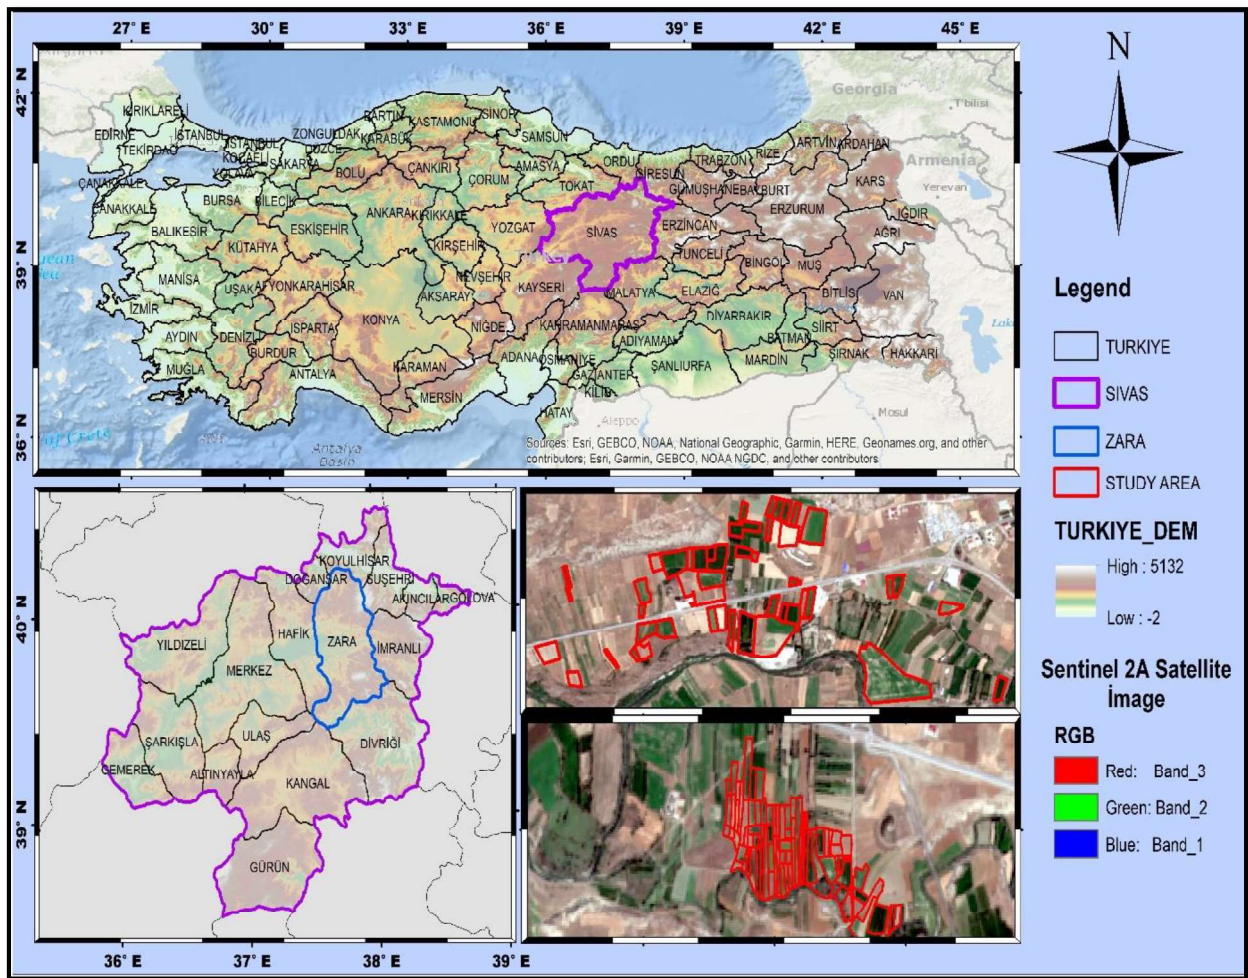 27° E 30° E 33° E 36° E 39° E 42° E 45° E
42° N
39° N
36° N
Georgia
T'bilisi
Armenia
Yerevan
KIRIKLARELİ
EDİRNE
TEKİRDAĞ
İSTANBUL
İSTANBUL
KOCAELİ
YALOVA
SAKARYA
ZONGULDAK
DÜZCE
BARTIN
KARABÜK
KASTAMONU
SİNOP
SAMSUN
BOLU
ÇANKIRI
ÇORUM
AMASYA
TOKAT
ORDU
GİRESUN
TRABZON
RİZE
ARTVİN
ARDAHAN
GÜMÜŞHANE
BAYBURT
KARS
ERZURUM
IĞDIR
AĞRI
ÇANAKKALE
ÇANAKKALE
BURSA
BİLECİK
BALIKESİR
KÜTAHYA
ESKİŞEHİR
ANKARA
KIRIKKALE
KIRŞEHİR
YOZGAT
SİVAS
ERZİNCAN
TUNCELİ
BİNGÖL
MUŞ
MANİSA
UŞAK
AFYONKARAHİSAR
AKSARAY
NEVŞEHİR
KAYSERİ
MALATYA
ELAZIĞ
BİTLİS
VAN
İZMİR
AYDIN
DENİZLİ
ISPARTA
BURDUR
KONYA
NİĞDE
KAHRAMANMARAŞ
ADIYAMAN
DİYARBAKIR
BATMAN
SİİRT
ŞIRNAK
HAKKARİ
MUĞLA
ANTALYA
KARAMAN
MERSİN
ADANA
OSMANİYE
GAZİANTEP
KİLİS
ŞANLIURFA
MARDİN
HATAY
Aleppo
Mosul
Antalya
Basin
Sources: Esri, GEBCO, NOAA, National Geographic, Garmin, HERE, Geonames.org, and other
contributors; Esri, Garmin, GEBCO, NOAA NGDC, and other contributors
N
Legend
TURKIYE
SIVAS
ZARA
STUDY AREA
TURKIYE_DEM
High : 5132
Low : -2
Sentinel 2A Satellite
İmage
RGB
Red: Band_3
Green: Band_2
Blue: Band_1
40° N
39° N
KOYULHİSAR
DOĞANŞAR
SUŞEHRİ
AKINCILAR
GÖLOVA
YILDIZELİ
HAFİK
ZARA
İMRANLI
MERKEZ
ŞARKIŞLA
ULAŞ
DİVRİĞİ
GEMEREK
ALTINYAYLA
KANGAL
GÜRÜN
36° E 37° E 38° E 39° E